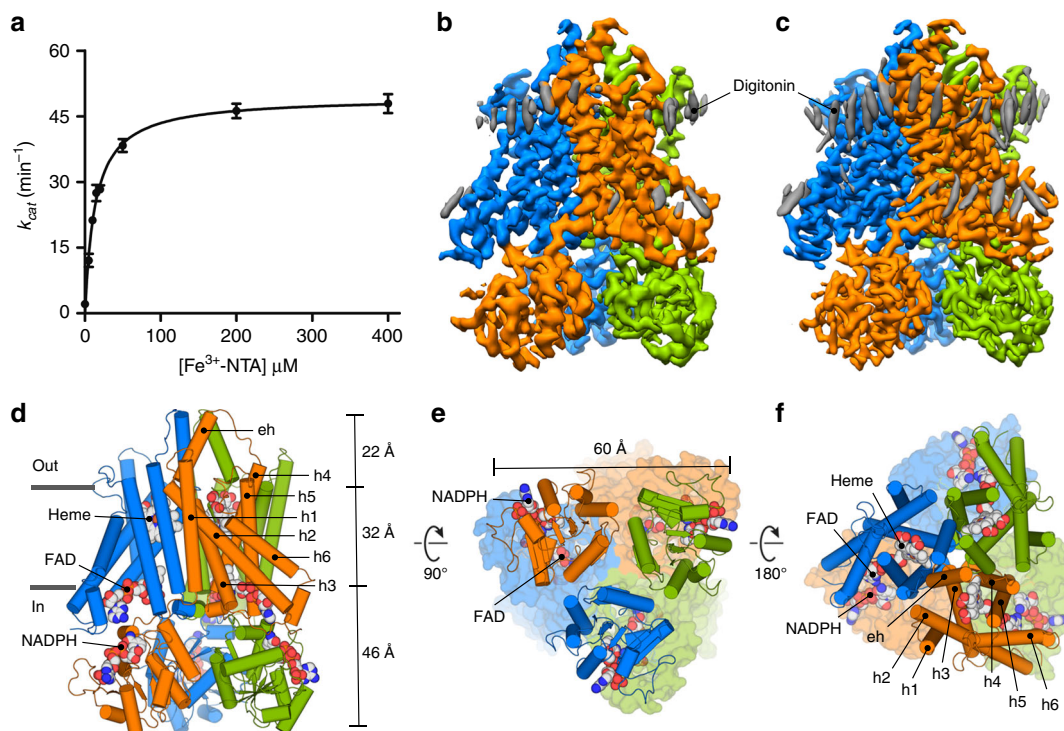 a
60
45
30
15
0
k_cat (min⁻¹)
0
100
200
300
400
[Fe³⁺-NTA] μM
b
Digitonin
c
d
Out
Heme
FAD
In
NADPH
eh
h4
h5
h1
h2
h6
h3
22 Å
32 Å
46 Å
90°
e
60 Å
NADPH
FAD
180°
f
Heme
FAD
NADPH
eh
h2
h1
h3
h4
h5
h6